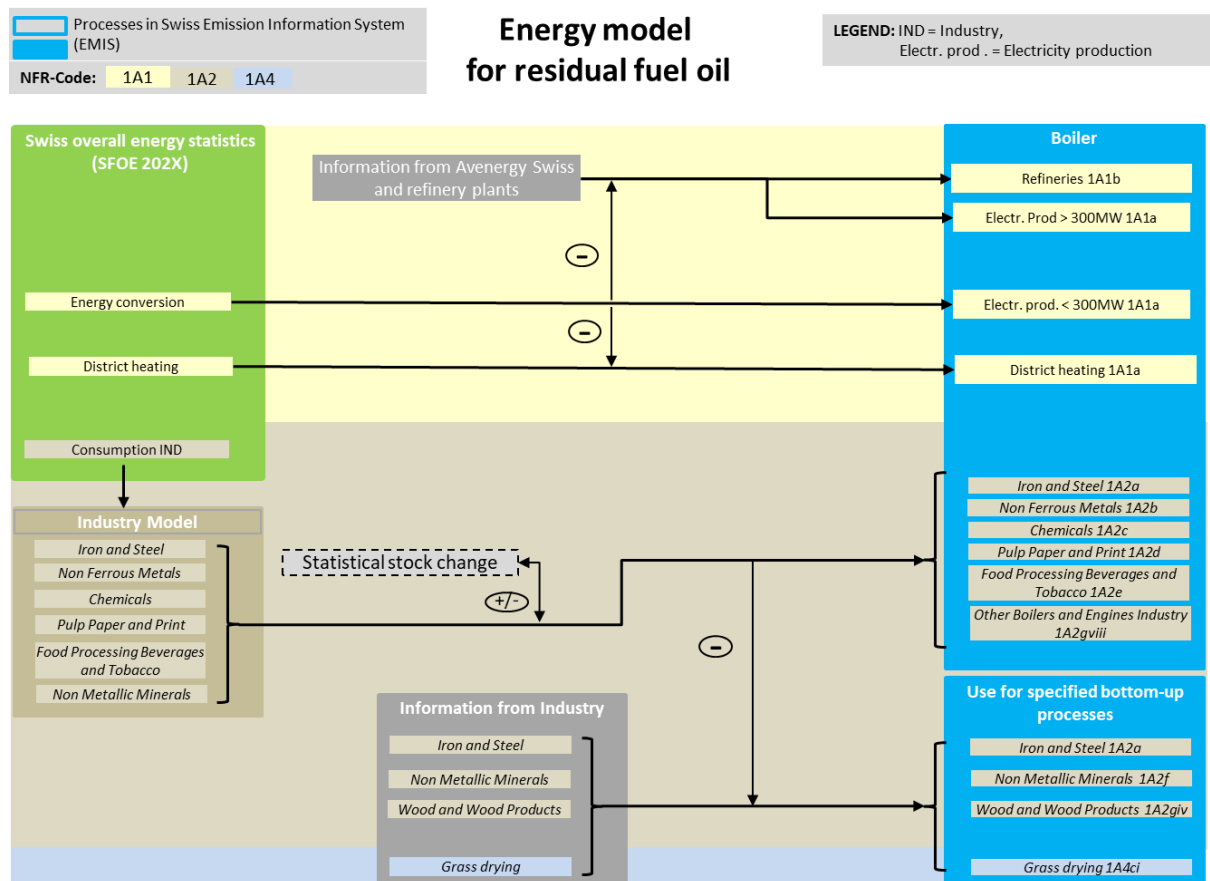 Processes in Swiss Emission Information System
(EMIS)
NFR-Code:
1A1
1A2
1A4
Energy model
for residual fuel oil
LEGEND: IND = Industry,
Electr. prod . = Electricity production
Swiss overall energy statistics
(SFOE 202X)
Energy conversion
District heating
Consumption IND
Information from Avenergy Swiss
and refinery plants
-
-
Boiler
Refineries 1A1b
Electr. Prod > 300MW 1A1a
Electr. prod. < 300MW 1A1a
District heating 1A1a
Industry Model
Iron and Steel
Non Ferrous Metals
Chemicals
Pulp Paper and Print
Food Processing Beverages
and Tobacco
Non Metallic Minerals
Statistical stock change
+/-
-
Iron and Steel 1A2a
Non Ferrous Metals 1A2b
Chemicals 1A2c
Pulp Paper and Print 1A2d
Food Processing Beverages and
Tobacco 1A2e
Other Boilers and Engines Industry
1A2gviii
Information from Industry
Iron and Steel
Non Metallic Minerals
Wood and Wood Products
Grass drying
Use for specified bottom-up
processes
Iron and Steel 1A2a
Non Metallic Minerals 1A2f
Wood and Wood Products 1A2giv
Grass drying 1A4ci